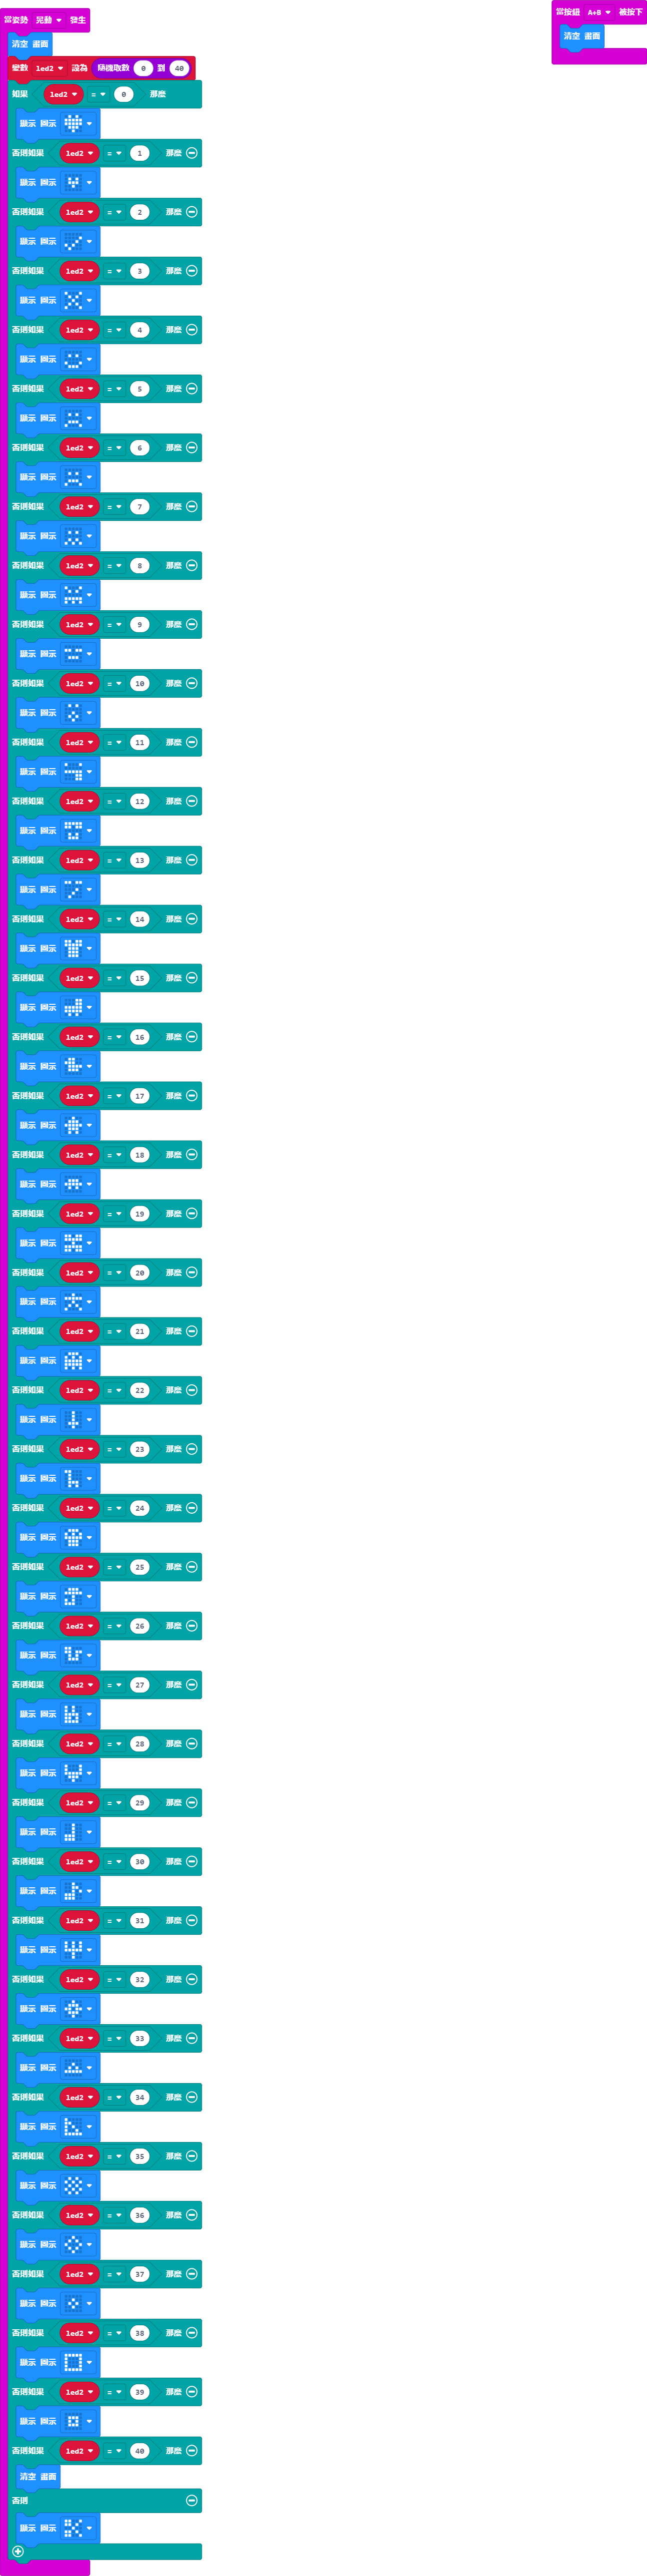 當姿勢 晃動 發生
當按鈕 A+B 被按下
清空 畫面
清空 畫面
變數 led2 設為 隨機取數 0 到 40
如果 led2 = 0 那麼
顯示 圖示
否則如果 led2 = 1 那麼
顯示 圖示
否則如果 led2 = 2 那麼
顯示 圖示
否則如果 led2 = 3 那麼
顯示 圖示
否則如果 led2 = 4 那麼
顯示 圖示
否則如果 led2 = 5 那麼
顯示 圖示
否則如果 led2 = 6 那麼
顯示 圖示
否則如果 led2 = 7 那麼
顯示 圖示
否則如果 led2 = 8 那麼
顯示 圖示
否則如果 led2 = 9 那麼
顯示 圖示
否則如果 led2 = 10 那麼
顯示 圖示
否則如果 led2 = 11 那麼
顯示 圖示
否則如果 led2 = 12 那麼
顯示 圖示
否則如果 led2 = 13 那麼
顯示 圖示
否則如果 led2 = 14 那麼
顯示 圖示
否則如果 led2 = 15 那麼
顯示 圖示
否則如果 led2 = 16 那麼
顯示 圖示
否則如果 led2 = 17 那麼
顯示 圖示
否則如果 led2 = 18 那麼
顯示 圖示
否則如果 led2 = 19 那麼
顯示 圖示
否則如果 led2 = 20 那麼
顯示 圖示
否則如果 led2 = 21 那麼
顯示 圖示
否則如果 led2 = 22 那麼
顯示 圖示
否則如果 led2 = 23 那麼
顯示 圖示
否則如果 led2 = 24 那麼
顯示 圖示
否則如果 led2 = 25 那麼
顯示 圖示
否則如果 led2 = 26 那麼
顯示 圖示
否則如果 led2 = 27 那麼
顯示 圖示
否則如果 led2 = 28 那麼
顯示 圖示
否則如果 led2 = 29 那麼
顯示 圖示
否則如果 led2 = 30 那麼
顯示 圖示
否則如果 led2 = 31 那麼
顯示 圖示
否則如果 led2 = 32 那麼
顯示 圖示
否則如果 led2 = 33 那麼
顯示 圖示
否則如果 led2 = 34 那麼
顯示 圖示
否則如果 led2 = 35 那麼
顯示 圖示
否則如果 led2 = 36 那麼
顯示 圖示
否則如果 led2 = 37 那麼
顯示 圖示
否則如果 led2 = 38 那麼
顯示 圖示
否則如果 led2 = 39 那麼
顯示 圖示
否則如果 led2 = 40 那麼
清空 畫面
否則
顯示 圖示